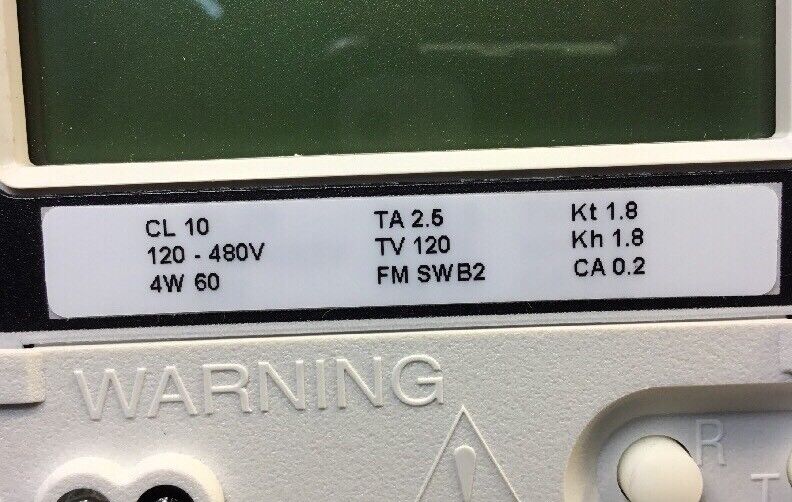 CL 10 TA 2.5 Kt 1.8
120 - 480V TV 120 Kh 1.8
4W 60 FM SWB2 CA 0.2
WARNING
!
R
T